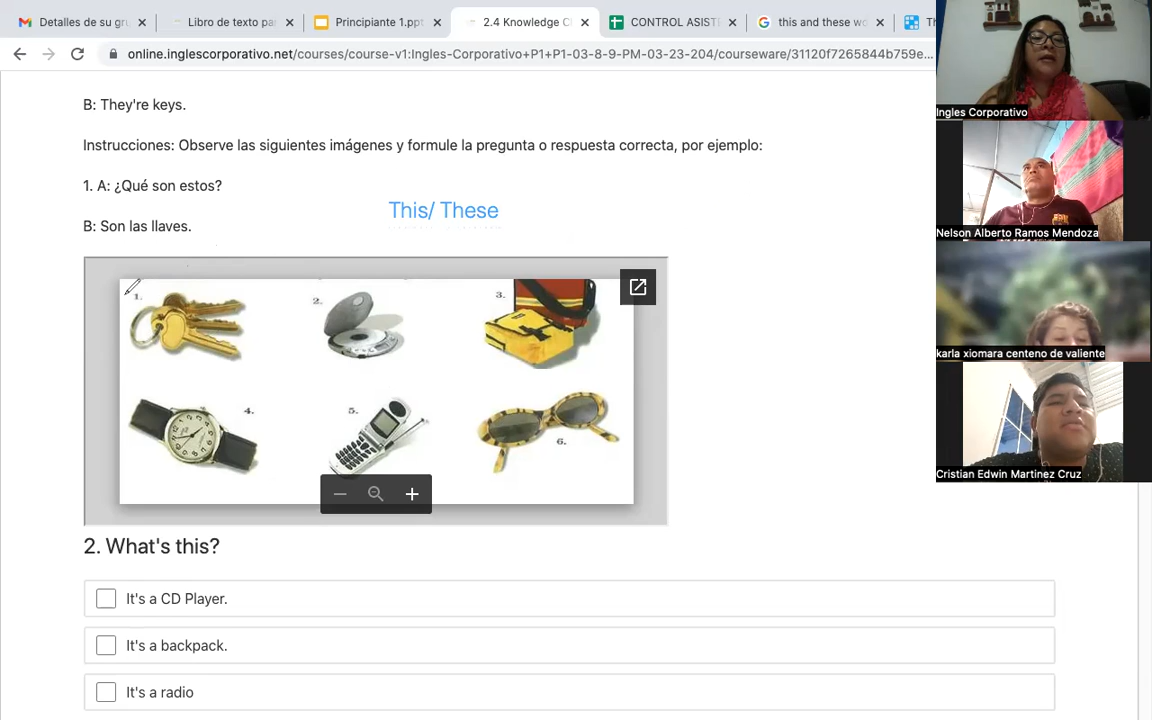 Detalles de su gr
Libro de texto pa
Principiante 1.ppt
2.4 Knowledge C
CONTROL ASIST
this and these wo
Th
online.inglescorporativo.net/courses/course-v1:Ingles-Corporativo+P1+P1-03-8-9-PM-03-23-204/courseware/31120f7265844b759e...
B: They're keys.
Instrucciones: Observe las siguientes imágenes y formule la pregunta o respuesta correcta, por ejemplo:
1. A: ¿Qué son estos?
This/ These
B: Son las llaves.
1.
2.
3.
4.
5.
6.
2. What's this?
It's a CD Player.
It's a backpack.
It's a radio
Ingles Corporativo
Nelson Alberto Ramos Mendoza
karla xiomara centeno de valiente
Cristian Edwin Martinez Cruz